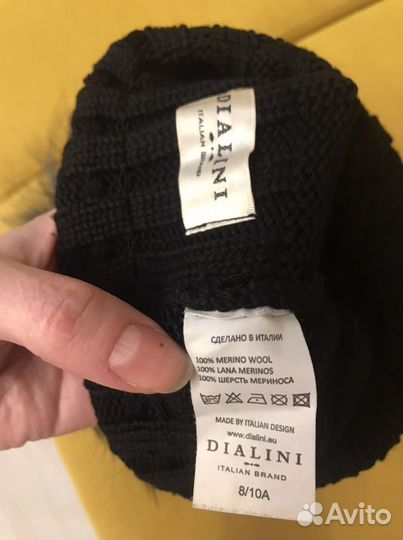 DIALINI
ITALIAN BRAND
СДЕЛАНО В ИТАЛИИ
100% MERINO WOOL
100% LANA MERINOS
100% ШЕРСТЬ МЕРИНОСА
MADE BY ITALIAN DESIGN
www.dialini.eu
DIALINI
ITALIAN BRAND
8/10A
Avito